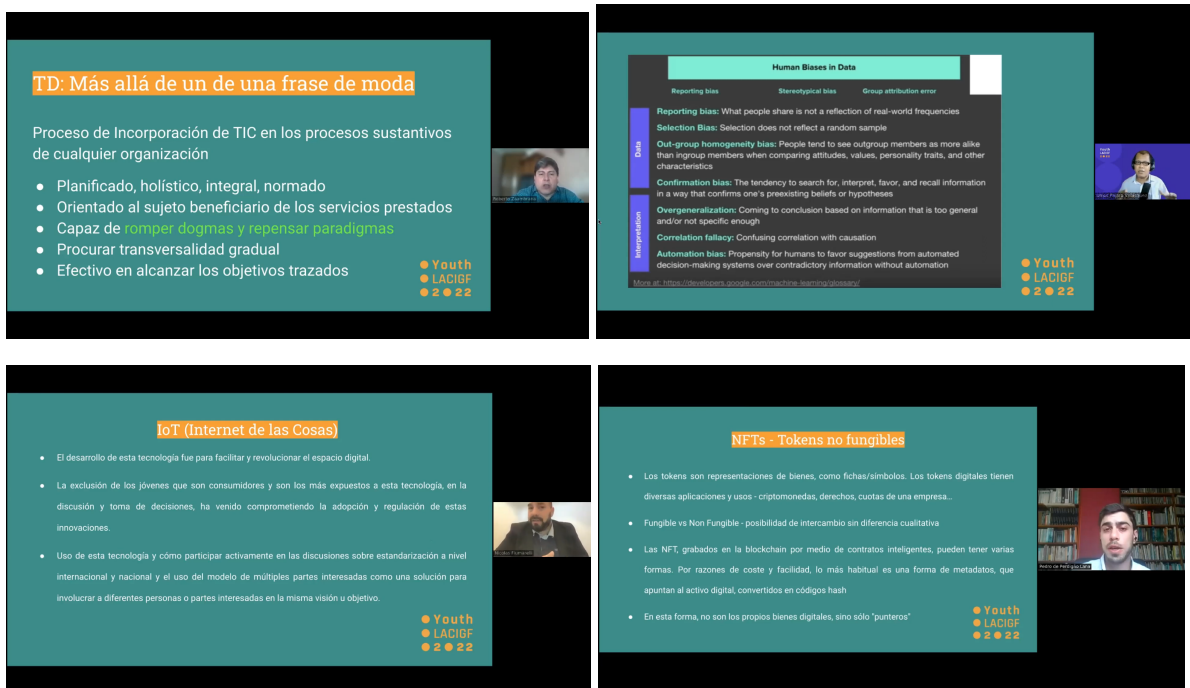 TD: Más allá de un de una frase de moda
Proceso de Incorporación de TIC en los procesos sustantivos
de cualquier organización
● Planificado, holístico, integral, normado
● Orientado al sujeto beneficiario de los servicios prestados
● Capaz de romper dogmas y repensar paradigmas
● Procurar transversalidad gradual
● Efectivo en alcanzar los objetivos trazados
Youth
LACIGF
2022
Human Biases in Data
Reporting bias Stereotypical bias Group attribution error
Data
Reporting bias: What people share is not a reflection of real-world frequencies
Selection Bias: Selection does not reflect a random sample
Out-group homogeneity bias: People tend to see outgroup members as more alike
than ingroup members when comparing attitudes, values, personality traits, and other
characteristics
Confirmation bias: The tendency to search for, interpret, favor, and recall information
in a way that confirms one's preexisting beliefs or hypotheses
Interpretation
Overgeneralization: Coming to conclusion based on information that is too general
and/or not specific enough
Correlation fallacy: Confusing correlation with causation
Automation bias: Propensity for humans to favor suggestions from automated
decision-making systems over contradictory information without automation
More at: https://developers.google.com/machine-learning/glossary/
Youth
LACIGF
2022
IoT (Internet de las Cosas)
● El desarrollo de esta tecnología fue para facilitar y revolucionar el espacio digital.
● La exclusión de los jóvenes que son consumidores y son los más expuestos a esta tecnología, en la
discusión y toma de decisiones, ha venido comprometiendo la adopción y regulación de estas
innovaciones.
● Uso de esta tecnología y cómo participar activamente en las discusiones sobre estandarización a nivel
internacional y nacional y el uso del modelo de múltiples partes interesadas como una solución para
involucrar a diferentes personas o partes interesadas en la misma visión u objetivo.
Youth
LACIGF
2022
NFTs - Tokens no fungibles
● Los tokens son representaciones de bienes, como fichas/símbolos. Los tokens digitales tienen
diversas aplicaciones y usos - criptomonedas, derechos, cuotas de una empresa...
● Fungible vs Non Fungible - posibilidad de intercambio sin diferencia cualitativa
● Las NFT, grabados en la blockchain por medio de contratos inteligentes, pueden tener varias
formas. Por razones de coste y facilidad, lo más habitual es una forma de metadatos, que
apuntan al activo digital, convertidos en códigos hash
● En esta forma, no son los propios bienes digitales, sino sólo "punteros"
Pedro de Perdigão Lana
Youth
LACIGF
2022